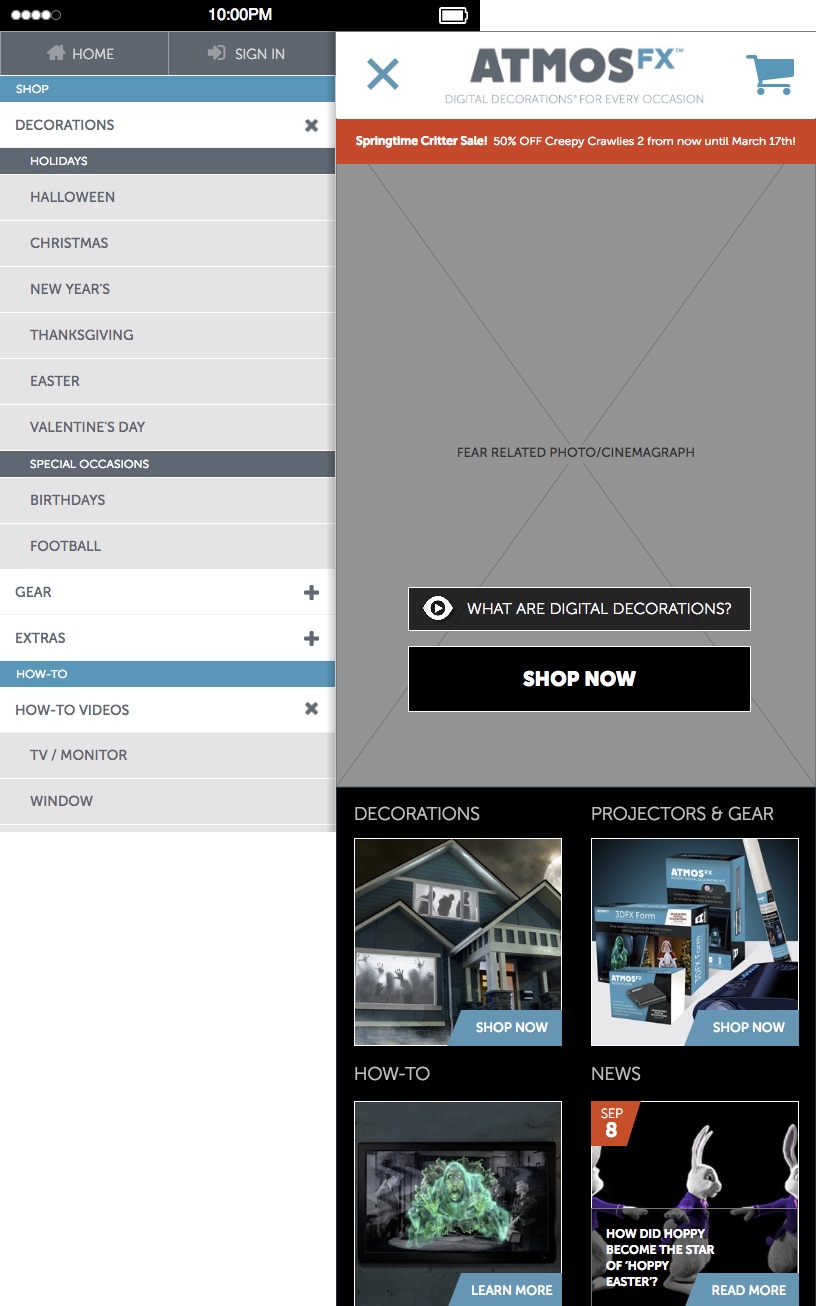 10:00PM
HOME
SIGN IN
SHOP
DECORATIONS
HOLIDAYS
HALLOWEEN
CHRISTMAS
NEW YEAR'S
THANKSGIVING
EASTER
VALENTINE'S DAY
SPECIAL OCCASIONS
BIRTHDAYS
FOOTBALL
GEAR
EXTRAS
HOW-TO
HOW-TO VIDEOS
TV / MONITOR
WINDOW
ATMOSFX™
DIGITAL DECORATIONS® FOR EVERY OCCASION
Springtime Critter Sale! 50% OFF Creepy Crawlies 2 from now until March 17th!
FEAR RELATED PHOTO/CINEMAGRAPH
WHAT ARE DIGITAL DECORATIONS?
SHOP NOW
DECORATIONS
SHOP NOW
PROJECTORS & GEAR
ATMOSFX
3DFX Form
3DFX Form
ATMOSFX
SHOP NOW
HOW-TO
LEARN MORE
NEWS
SEP
8
HOW DID HOPPY
BECOME THE STAR
OF 'HOPPY
EASTER'?
READ MORE